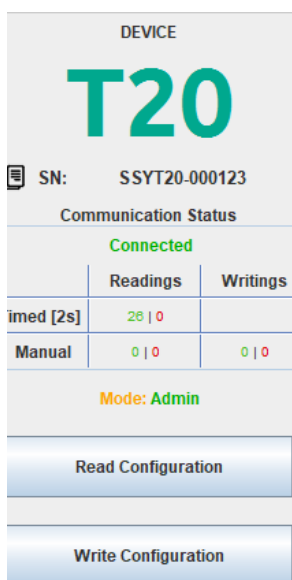 DEVICE
T20
SN: SSYT20-000123
Communication Status
Connected
Readings Writings
imed [2s] 26 | 0
Manual 0 | 0 0 | 0
Mode: Admin
Read Configuration
Write Configuration